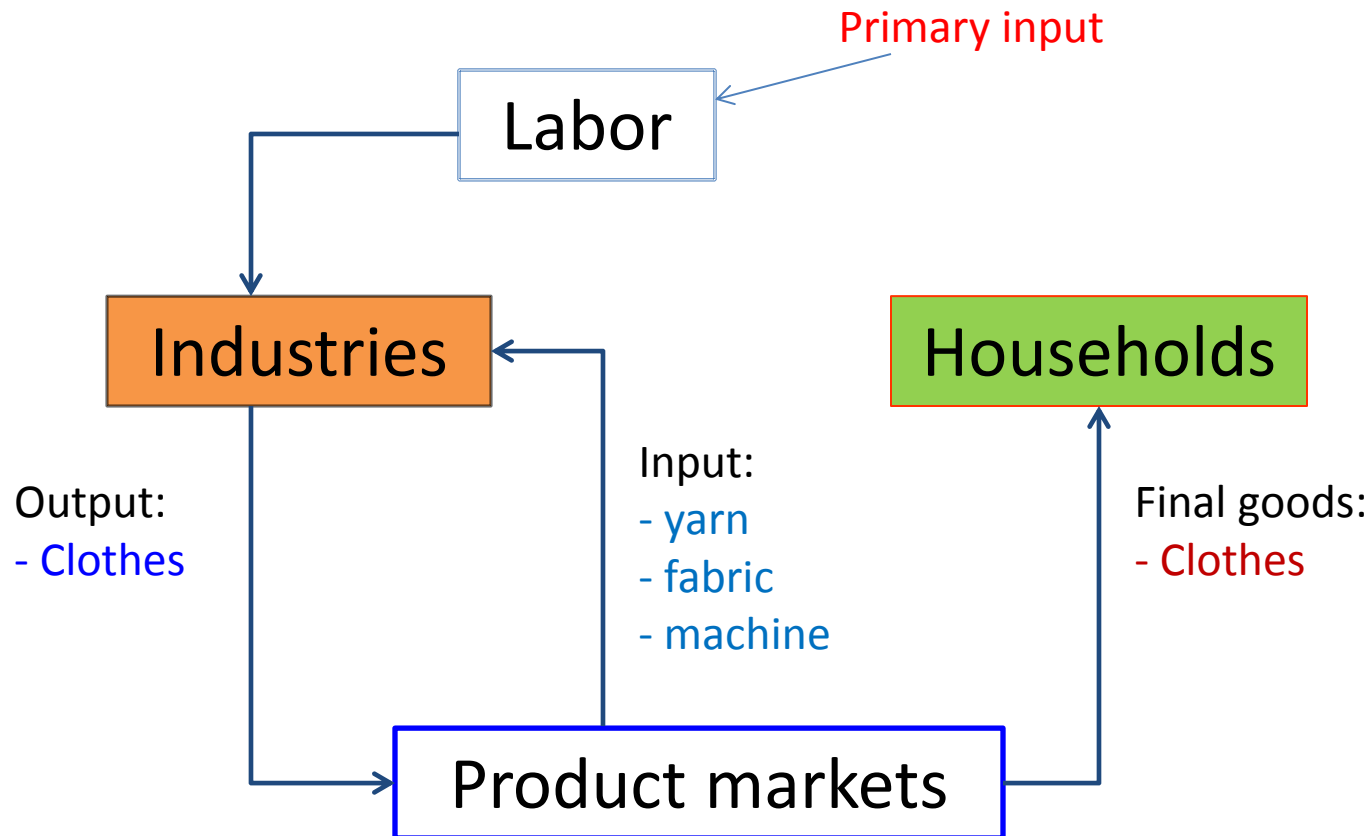 Primary input
Labor
Industries
Households
Output:
- Clothes
Input:
- yarn
- fabric
- machine
Final goods:
- Clothes
Product markets